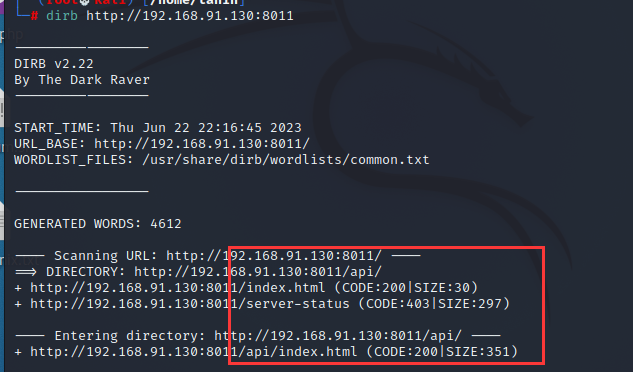 # dirb http://192.168.91.130:8011
DIRB v2.22
By The Dark Raver
START_TIME: Thu Jun 22 22:16:45 2023
URL_BASE: http://192.168.91.130:8011/
WORDLIST_FILES: /usr/share/dirb/wordlists/common.txt
GENERATED WORDS: 4612
---- Scanning URL: http://192.168.91.130:8011/ ----
==> DIRECTORY: http://192.168.91.130:8011/api/
+ http://192.168.91.130:8011/index.html (CODE:200|SIZE:30)
+ http://192.168.91.130:8011/server-status (CODE:403|SIZE:297)
---- Entering directory: http://192.168.91.130:8011/api/ ----
+ http://192.168.91.130:8011/api/index.html (CODE:200|SIZE:351)